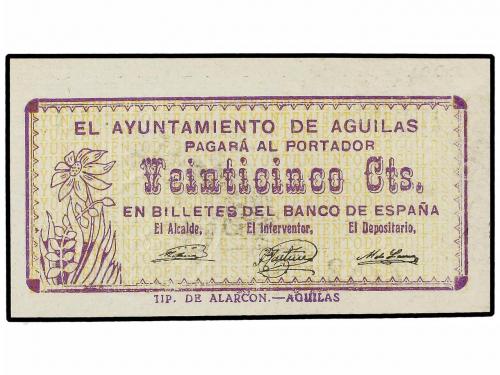 EL AYUNTAMIENTO DE AGUILAS
PAGARÁ AL PORTADOR
Veinticinco Cts.
EN BILLETES DEL BANCO DE ESPAÑA
El Alcalde, El Interventor, El Depositario,
TIP. DE ALARCON.—AGUILAS